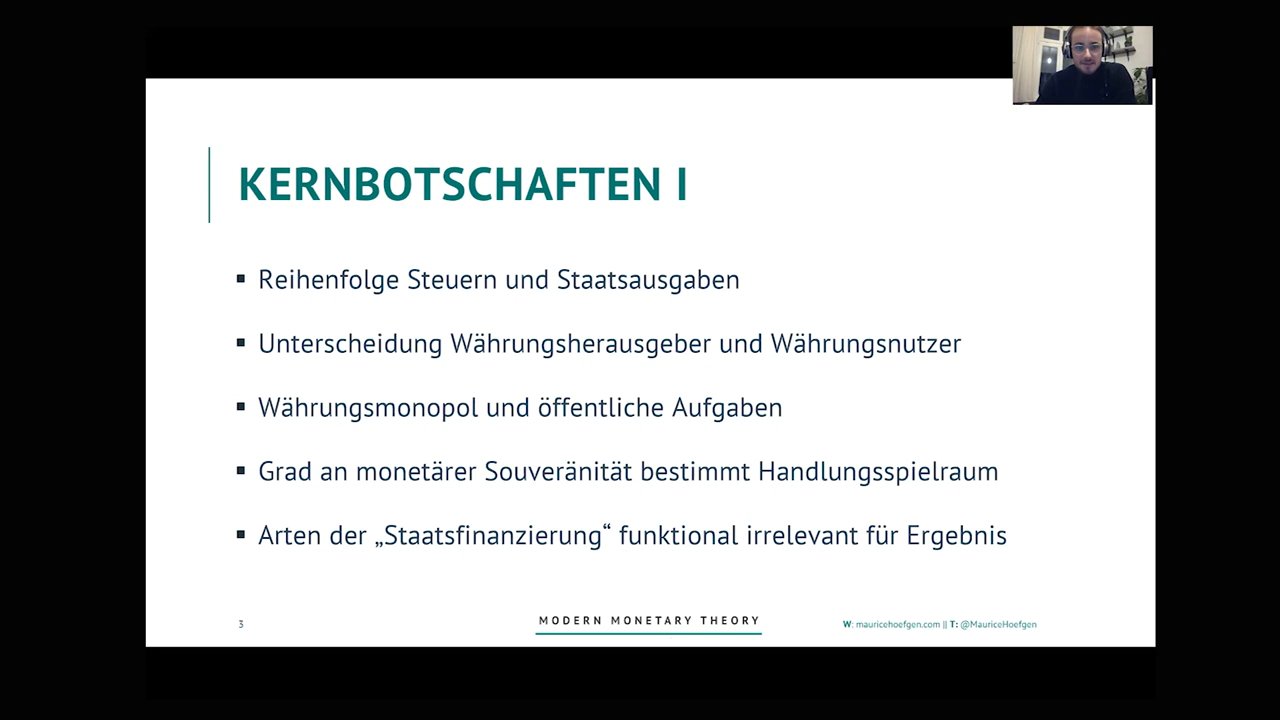 KERNBOTSCHAFTEN I
▪ Reihenfolge Steuern und Staatsausgaben
▪ Unterscheidung Währungsherausgeber und Währungsnutzer
▪ Währungsmonopol und öffentliche Aufgaben
▪ Grad an monetärer Souveränität bestimmt Handlungsspielraum
▪ Arten der „Staatsfinanzierung“ funktional irrelevant für Ergebnis
3
MODERN MONETARY THEORY
W: mauricehoefgen.com || T: @MauriceHoefgen